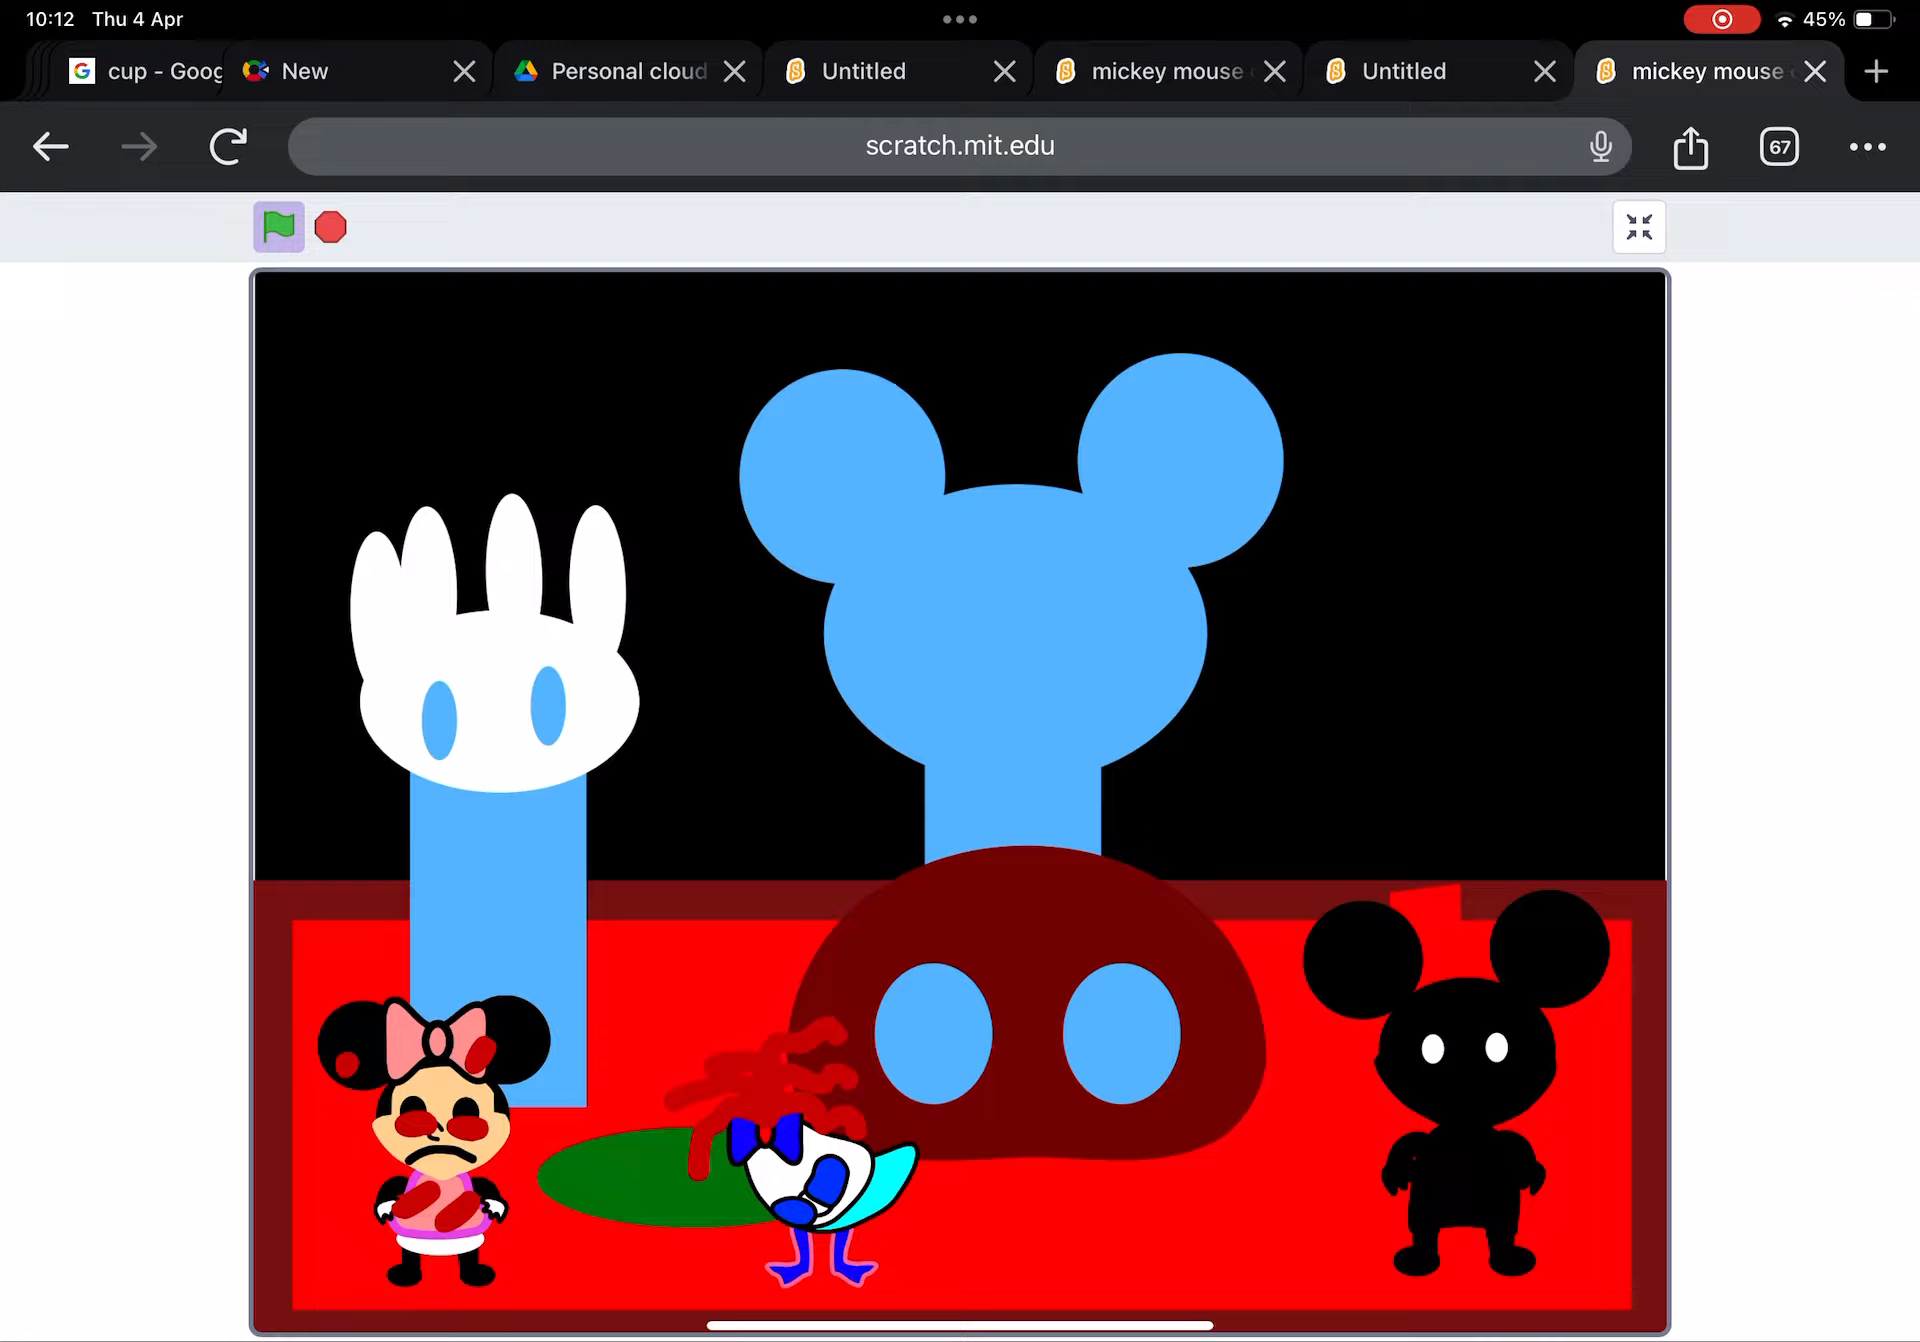 10:12 Thu 4 Apr
45%
cup - Goog
New
Personal cloud
Untitled
mickey mouse
Untitled
mickey mouse
scratch.mit.edu
67